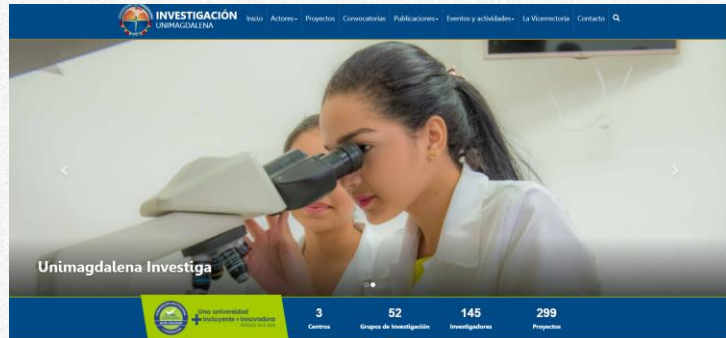 INVESTIGACIÓN
UNIMAGDALENA
Inicio Actores Proyectos Convocatorias Publicaciones Eventos y actividades La Vicerrectoría Contacto
Unimagdalena Investiga
Una universidad
+incluyente +innovadora
3 52 145 299
Centros Grupos de Investigación Investigadores Proyectos